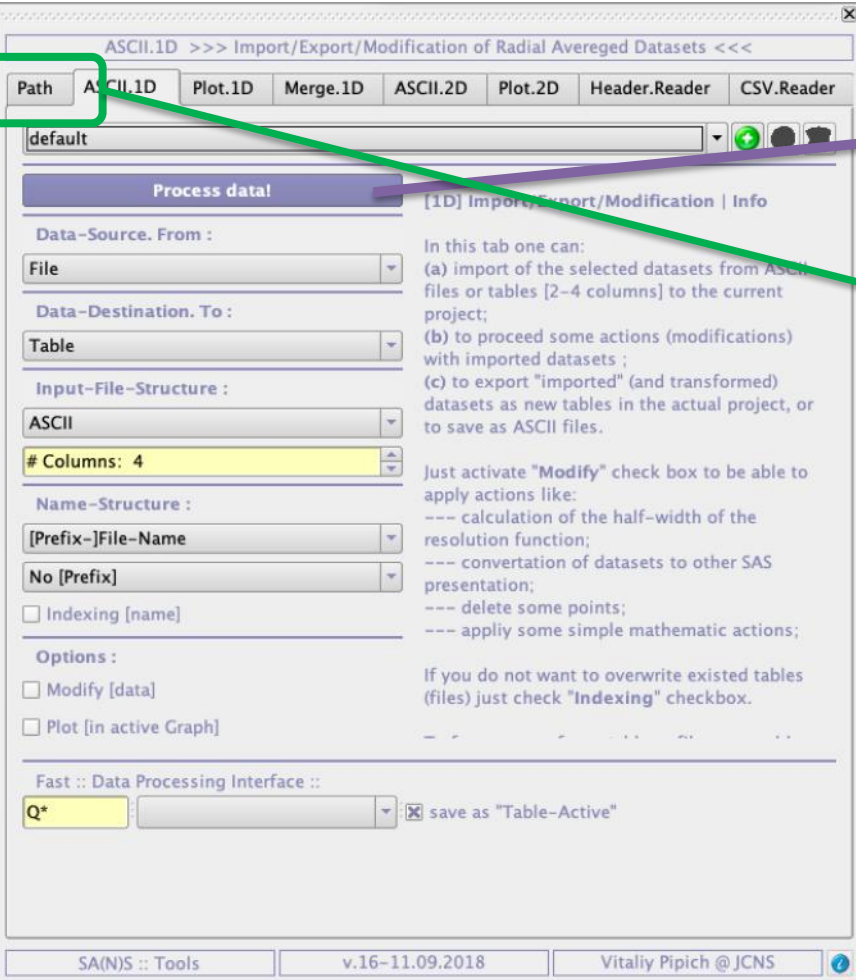 ASCII.1D >>> Import/Export/Modification of Radial Avereged Datasets <<<
Path ASCII.1D Plot.1D Merge.1D ASCII.2D Plot.2D Header.Reader CSV.Reader
default
Process data!
Data-Source. From :
File
Data-Destination. To :
Table
Input-File-Structure :
ASCII
# Columns: 4
Name-Structure :
[Prefix-]File-Name
No [Prefix]
Indexing [name]
Options :
Modify [data]
Plot [in active Graph]
[1D] Import/Export/Modification | Info
In this tab one can:
(a) import of the selected datasets from ASCII
files or tables [2-4 columns] to the current
project;
(b) to proceed some actions (modifications)
with imported datasets ;
(c) to export "imported" (and transformed)
datasets as new tables in the actual project, or
to save as ASCII files.
Just activate "Modify" check box to be able to
apply actions like:
--- calculation of the half-width of the
resolution function;
--- convertation of datasets to other SAS
presentation;
--- delete some points;
--- appliy some simple mathematic actions;
If you do not want to overwrite existed tables
(files) just check "Indexing" checkbox.
Fast :: Data Processing Interface ::
Q* save as "Table-Active"
SA(N)S :: Tools v.16-11.09.2018 Vitaliy Pipich @ JCNS